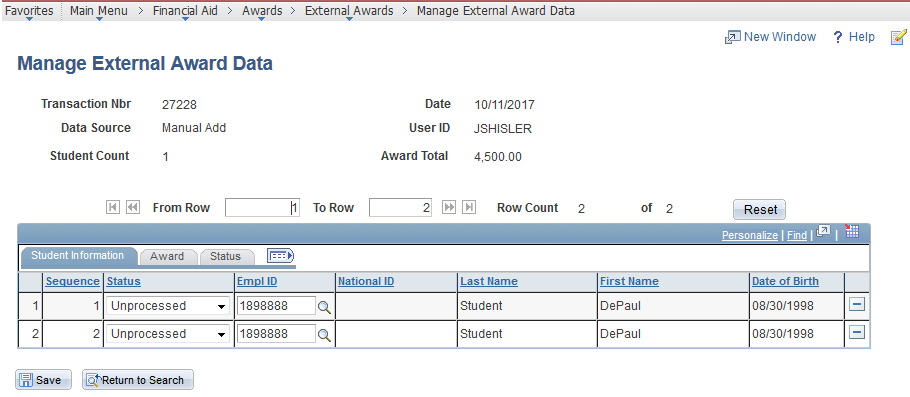 Favorites Main Menu > Financial Aid > Awards > External Awards > Manage External Award Data
New Window ? Help
Manage External Award Data
Transaction Nbr 27228 Date 10/11/2017
Data Source Manual Add User ID JSHISLER
Student Count 1 Award Total 4,500.00
From Row 1 To Row 2 Row Count 2 of 2 Reset
Personalize | Find | |
Student Information Award Status
Sequence Status Empl ID National ID Last Name First Name Date of Birth
1 1 Unprocessed 1898888 Student DePaul 08/30/1998
2 2 Unprocessed 1898888 Student DePaul 08/30/1998
Save Return to Search